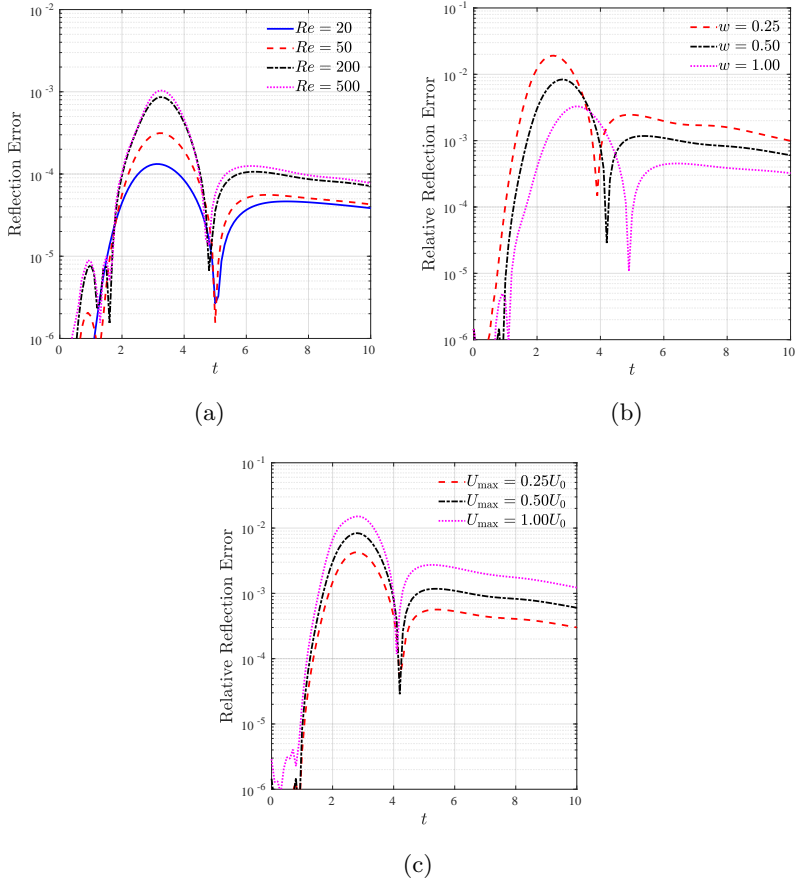 10^-2
10^-3
10^-4
10^-5
10^-6
Reflection Error
Re = 20
Re = 50
Re = 200
Re = 500
0 2 4 6 8 10
t
(a)
10^-1
10^-2
10^-3
10^-4
10^-5
10^-6
Relative Reflection Error
w = 0.25
w = 0.50
w = 1.00
0 2 4 6 8 10
t
(b)
10^-1
10^-2
10^-3
10^-4
10^-5
10^-6
Relative Reflection Error
U_max = 0.25U_0
U_max = 0.50U_0
U_max = 1.00U_0
0 2 4 6 8 10
t
(c)